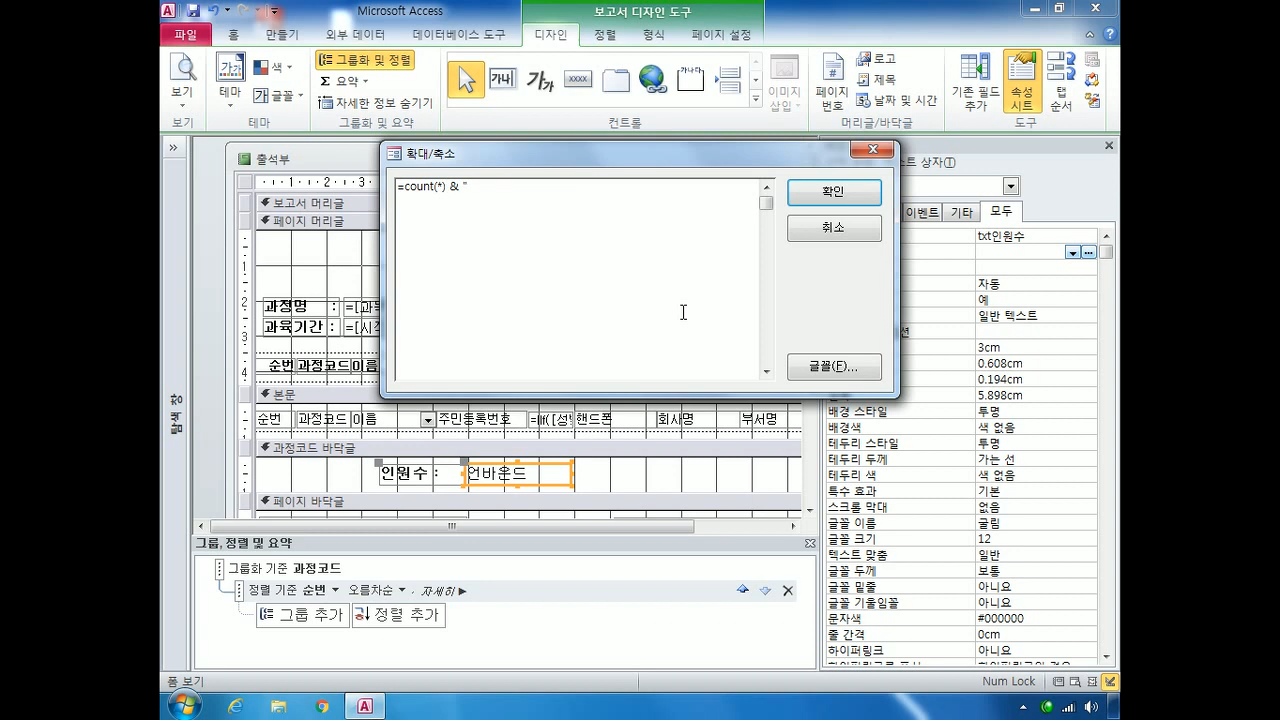 Microsoft Access
보고서 디자인 도구
파일 홈 만들기 외부 데이터 데이터베이스 도구 디자인 정렬 형식 페이지 설정
보기
보기
가가
테마
색
가 글꼴
테마
그룹화 및 정렬
Σ 요약
자세한 정보 숨기기
그룹화 및 요약
가나 가가 xxxx 가나다
컨트롤
이미지
삽입
페이지
번호
로고
제목
날짜 및 시간
머리글/바닥글
기존 필드
추가
속성
시트
탭
순서
도구
출석부
1 2 3
보고서 머리글
페이지 머리글
과정명 :
과육기간 : =[시
순번 과정코드 이름
본문
순번 과정코드 이름 주민등록번호 핸드폰 회사명 부서명
과정코드 바닥글
인원수 : 언바운드
페이지 바닥글
확대/축소
=count(*) & "
확인
취소
글꼴(F)...
스트 상자(T)
이벤트 기타 모두
txt인원수
자동
예
일반 텍스트
3cm
0.608cm
0.194cm
5.898cm
배경 스타일 투명
배경색 색 없음
테두리 스타일 투명
테두리 두께 가는 선
테두리 색 색 없음
특수 효과 기본
스크롤 막대 없음
글꼴 이름 굴림
글꼴 크기 12
텍스트 맞춤 일반
글꼴 두께 보통
글꼴 밑줄 아니요
글꼴 기울임꼴 아니요
문자색 #000000
줄 간격 0cm
하이퍼링크 아니요
탐색 창
그룹, 정렬 및 요약
그룹화 기준 과정코드
정렬 기준 순번 오름차순 , 자세히
그룹 추가 정렬 추가
폼 보기
Num Lock